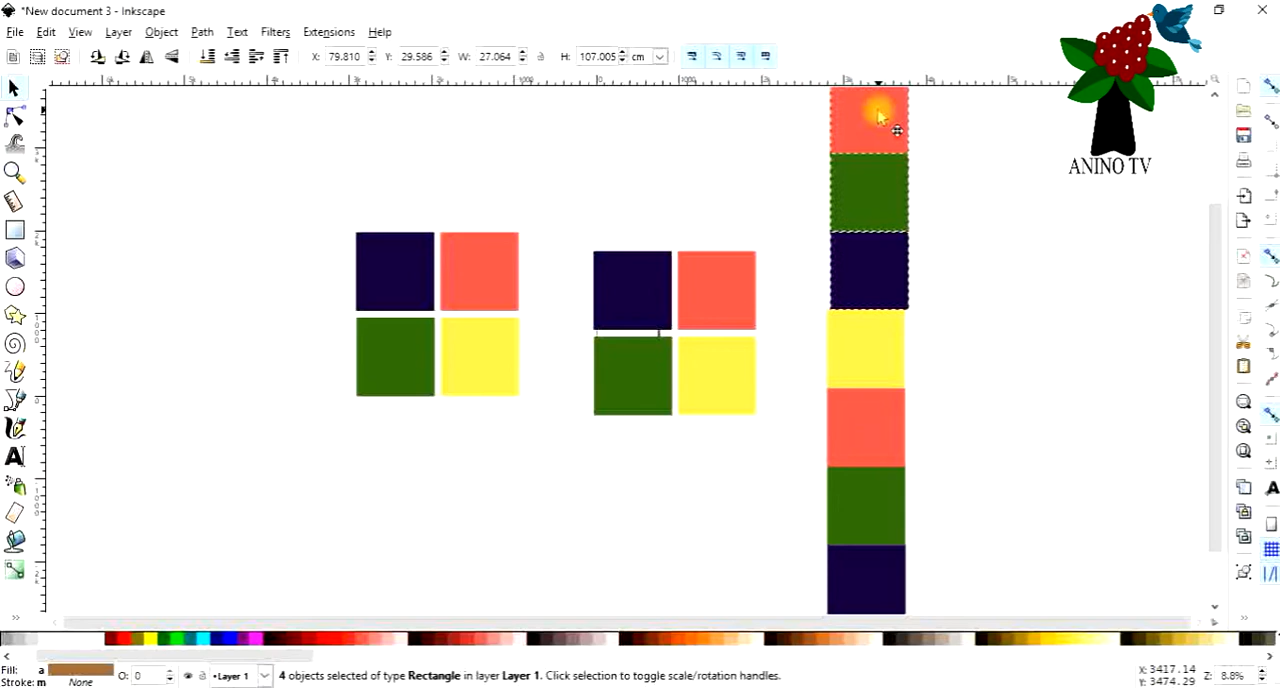 *New document 3 - Inkscape
File Edit View Layer Object Path Text Filters Extensions Help
X: 79.810 Y: 29.586 W: 27.064 H: 107.005 cm
ANINO TV
A
A
Fill: a
Stroke: m None
O: 0
•Layer 1
4 objects selected of type Rectangle in layer Layer 1. Click selection to toggle scale/rotation handles.
X: 3417.14
Y: 3474.29
Z: 8.8%